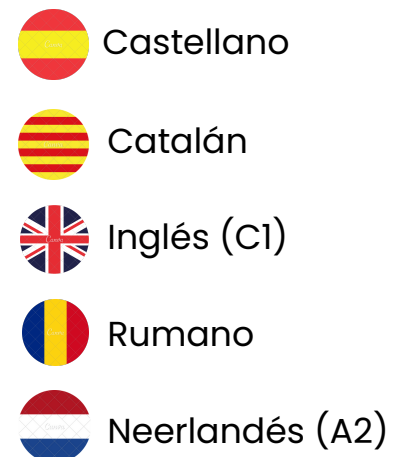 Castellano
Catalán
Inglés (C1)
Rumano
Neerlandés (A2)